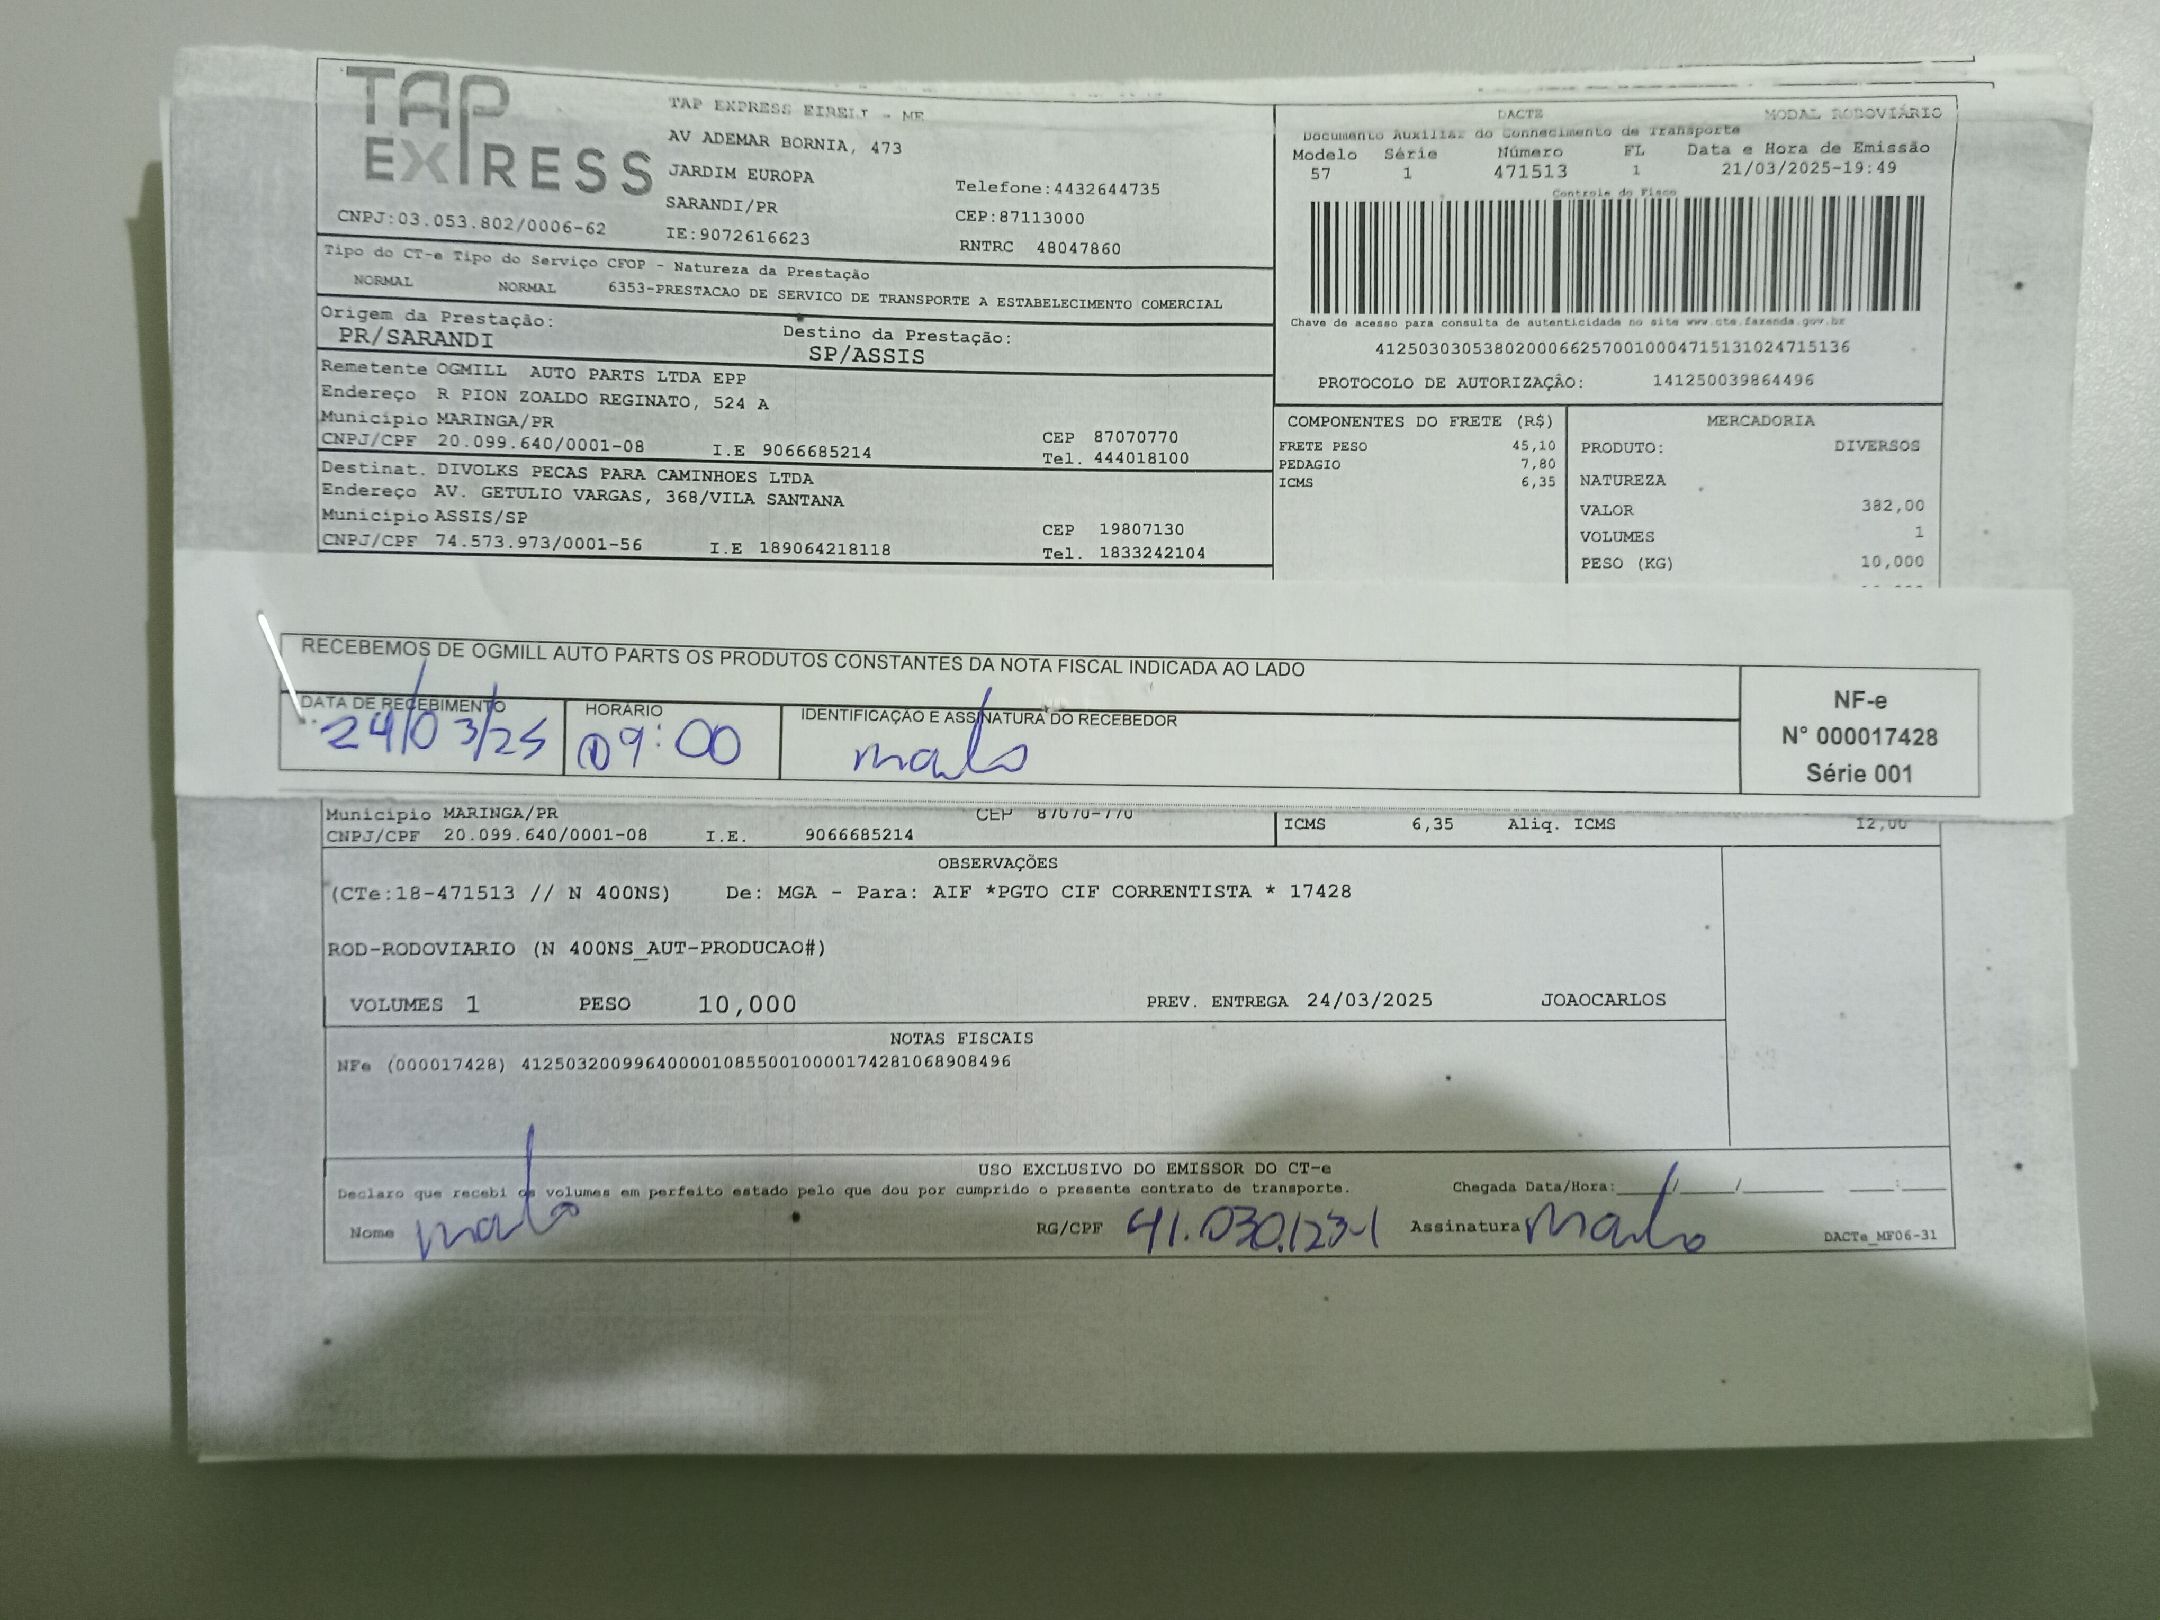 TAP
EXPRESS
TAP EXPRESS EIRELI - ME
AV ADEMAR BORNIA, 473
JARDIM EUROPA
SARANDI/PR
IE:9072616623
CNPJ:03.053.802/0006-62
Telefone:4432644735
CEP:87113000
RNTRC 48047860
DACTE MODAL RODOVIÁRIO
Documento Auxiliar do Conhecimento de Transporte
Modelo Série Número FL Data e Hora de Emissão
57 1 471513 1 21/03/2025-19:49
Controle do Fisco
Chave de acesso para consulta de autenticidade no site www.cte.fazenda.gov.br
41250303053802000662570010004715131024715136
PROTOCOLO DE AUTORIZAÇÃO: 141250039864496
Tipo do CT-e Tipo do Serviço CFOP - Natureza da Prestação
NORMAL NORMAL 6353-PRESTACAO DE SERVICO DE TRANSPORTE A ESTABELECIMENTO COMERCIAL
Origem da Prestação: Destino da Prestação:
PR/SARANDI SP/ASSIS
Remetente OGMILL AUTO PARTS LTDA EPP
Endereço R PION ZOALDO REGINATO, 524 A
Município MARINGA/PR CEP 87070770
CNPJ/CPF 20.099.640/0001-08 I.E 9066685214 Tel. 444018100
Destinat. DIVOLKS PECAS PARA CAMINHOES LTDA
Endereço AV. GETULIO VARGAS, 368/VILA SANTANA
Município ASSIS/SP CEP 19807130
CNPJ/CPF 74.573.973/0001-56 I.E 189064218118 Tel. 1833242104
COMPONENTES DO FRETE (R$)
FRETE PESO 45,10
PEDAGIO 7,80
ICMS 6,35
MERCADORIA
PRODUTO: DIVERSOS
NATUREZA
VALOR 382,00
VOLUMES 1
PESO (KG) 10,000
RECEBEMOS DE OGMILL AUTO PARTS OS PRODUTOS CONSTANTES DA NOTA FISCAL INDICADA AO LADO
DATA DE RECEBIMENTO HORÁRIO IDENTIFICAÇÃO E ASSINATURA DO RECEBEDOR
24/03/25 09:00
NF-e
N° 000017428
Série 001
Município MARINGA/PR CEP 87070-770
CNPJ/CPF 20.099.640/0001-08 I.E. 9066685214
ICMS 6,35 Aliq. ICMS 12,00
OBSERVAÇÕES
(CTe:18-471513 // N 400NS) De: MGA - Para: AIF *PGTO CIF CORRENTISTA * 17428
ROD-RODOVIARIO (N 400NS_AUT-PRODUCAO#)
VOLUMES 1 PESO 10,000 PREV. ENTREGA 24/03/2025 JOAOCARLOS
NOTAS FISCAIS
NFe (000017428) 41250320099640000108550010000174281068908496
USO EXCLUSIVO DO EMISSOR DO CT-e
Declaro que recebi os volumes em perfeito estado pelo que dou por cumprido o presente contrato de transporte. Chegada Data/Hora:____/____/______ ___:___
Nome RG/CPF 41.030.123-1 Assinatura
DACTe_MF06-31